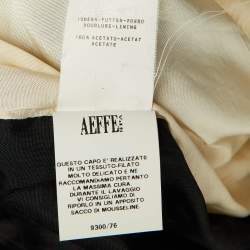 FODERA-FUTTER-FORRO
DOUBLURE-LINING
100% ACETATO-ACETAT
ACETATE
AEFFE SPA
QUESTO CAPO E' REALIZZATO
IN UN TESSUTO-FILATO
MOLTO DELICATO E NE
RACCOMANDIAMO PERTANTO
LA MASSIMA CURA.
DURANTE IL LAVAGGIO
VI CONSIGLIAMO DI
RIPORLO IN UN APPOSITO
SACCO DI MOUSSELINE.
9300/76